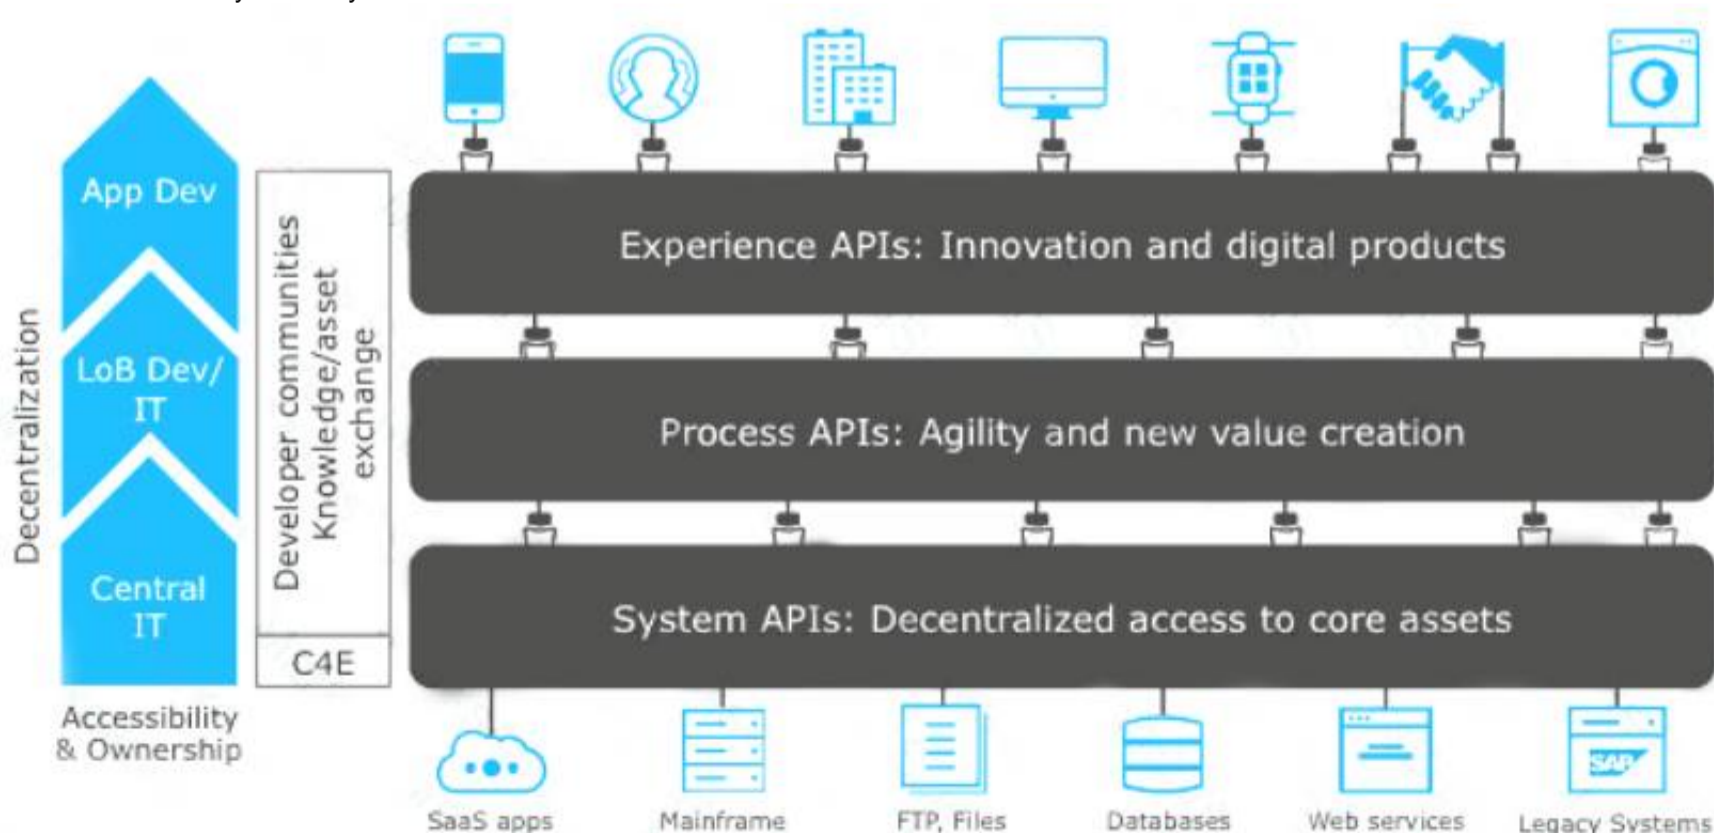 Decentralization
App Dev
LoB Dev/
IT
Central
IT
Accessibility
& Ownership
Developer communities
Knowledge/asset
exchange
C4E
Experience APIs: Innovation and digital products
Process APIs: Agility and new value creation
System APIs: Decentralized access to core assets
SaaS apps
Mainframe
FTP, Files
Databases
Web services
SAP
Legacy Systems